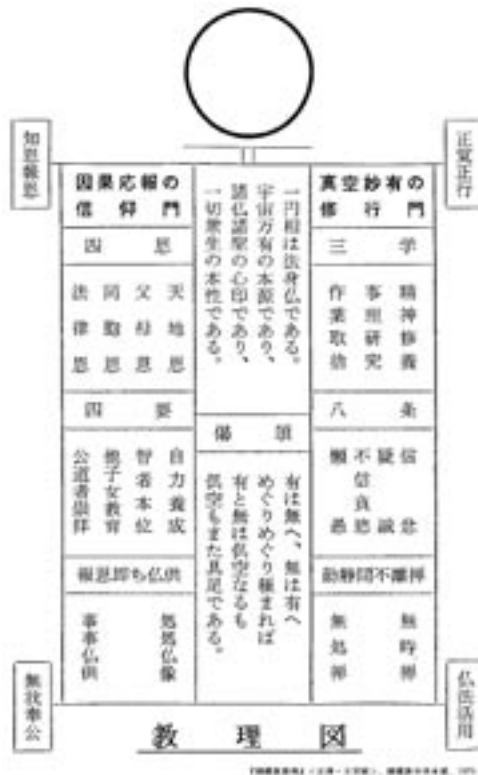 知恩報恩
正覚正行
因果応報の
信仰門
四恩
天地恩
父母恩
同胞恩
法律恩
四要
自力養成
智者本位
他子女教育
公道者崇拝
報恩即ち仏供
処処仏像
事事仏供
一円相は法身仏である。
宇宙万有の本源であり、
諸仏諸聖の心印であり、
一切衆生の本性である。
偈頌
有は無へ、無は有へ
めぐりめぐり極まれば
有と無は倶空なるも
倶空もまた具足である。
真空妙有の
修行門
三学
精神修養
事理研究
作業取捨
八条
信忿疑誠
不信貪慾
懶愚
動静間不離禅
無時禅
無処禅
無我奉公
仏法活用
教理図